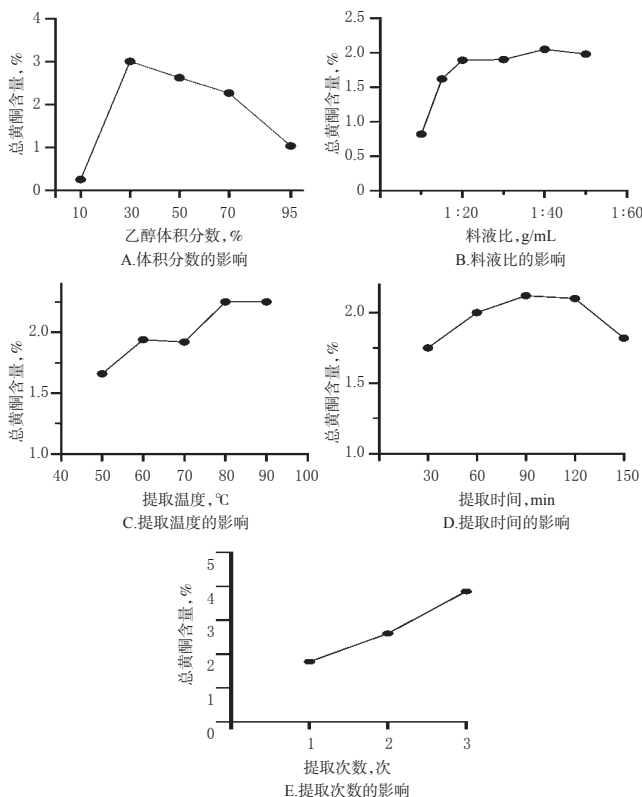 总黄酮含量, %
4
3
2
1
0
10 30 50 70 95
乙醇体积分数, %
A.体积分数的影响
总黄酮含量, %
2.5
2.0
1.5
1.0
0.5
0
1∶20 1∶40 1∶60
料液比, g/mL
B.料液比的影响
总黄酮含量, %
2.0
1.5
1.0
40 50 60 70 80 90 100
提取温度, ℃
C.提取温度的影响
总黄酮含量, %
2.0
1.5
1.0
30 60 90 120 150
提取时间, min
D.提取时间的影响
总黄酮含量, %
5
4
3
2
1
0
1 2 3
提取次数, 次
E.提取次数的影响